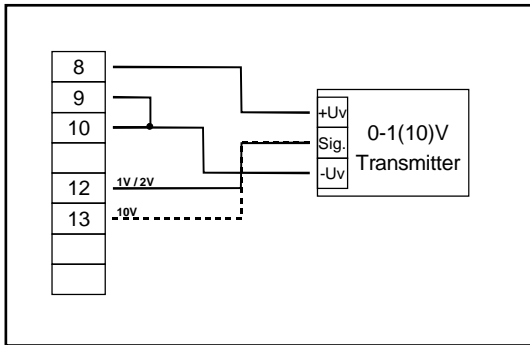 8
9
10
12
13
1V / 2V
10V
+Uv
Sig.
-Uv
0-1(10)V
Transmitter